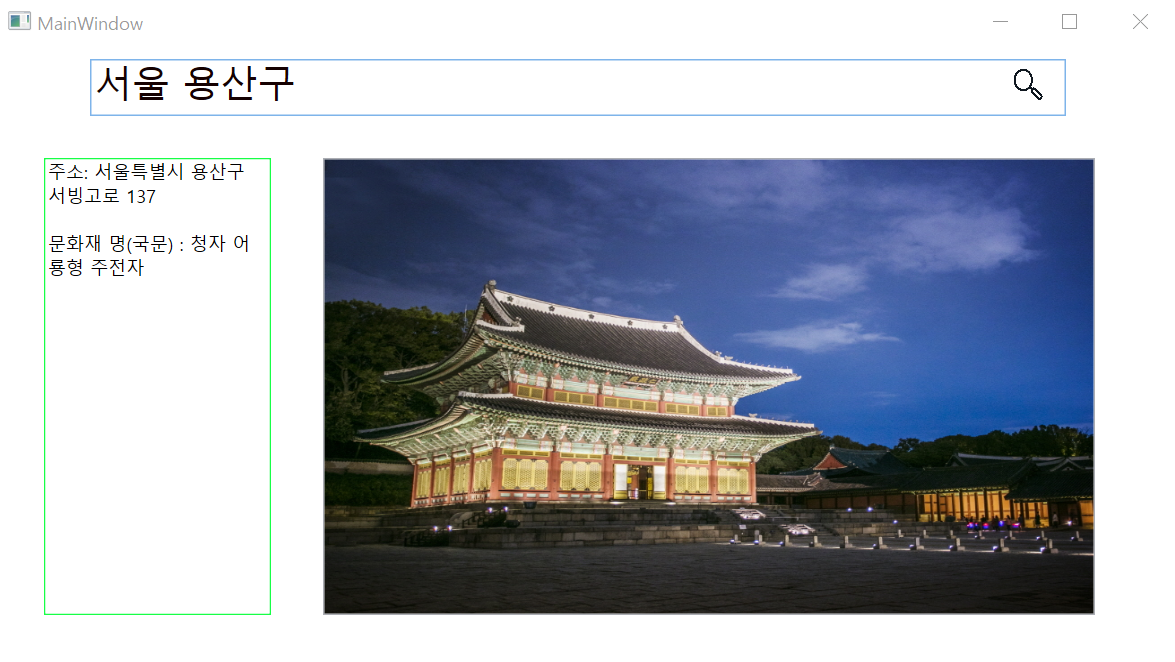 MainWindow
서울 용산구
주소: 서울특별시 용산구
서빙고로 137
문화재 명(국문) : 청자 어
룡형 주전자